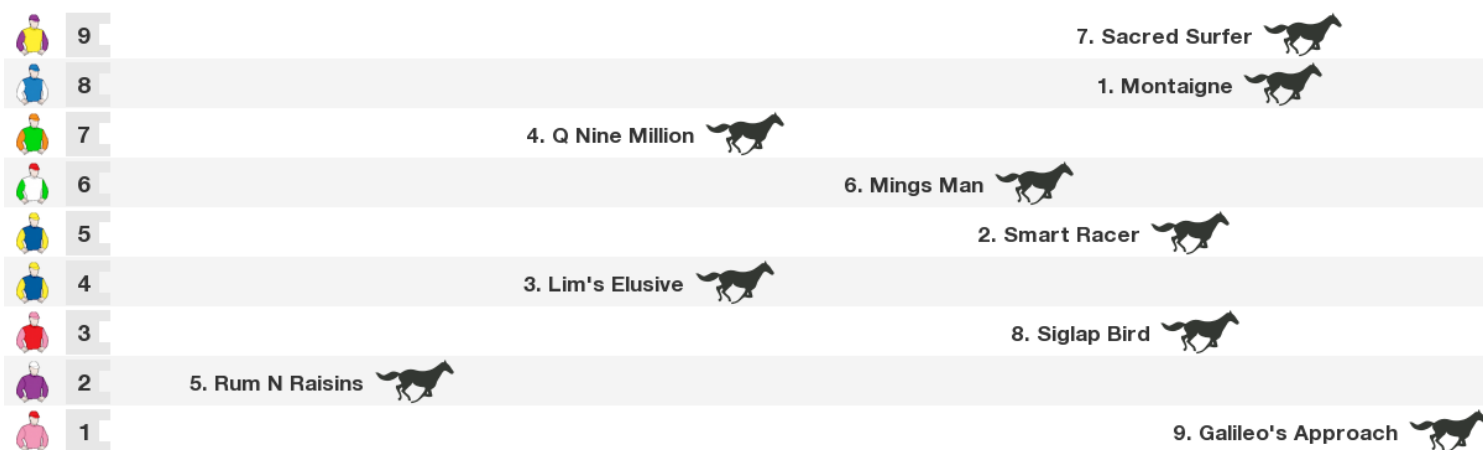 9 7. Sacred Surfer
8 1. Montaigne
7 4. Q Nine Million
6 6. Mings Man
5 2. Smart Racer
4 3. Lim's Elusive
3 8. Siglap Bird
2 5. Rum N Raisins
1 9. Galileo's Approach